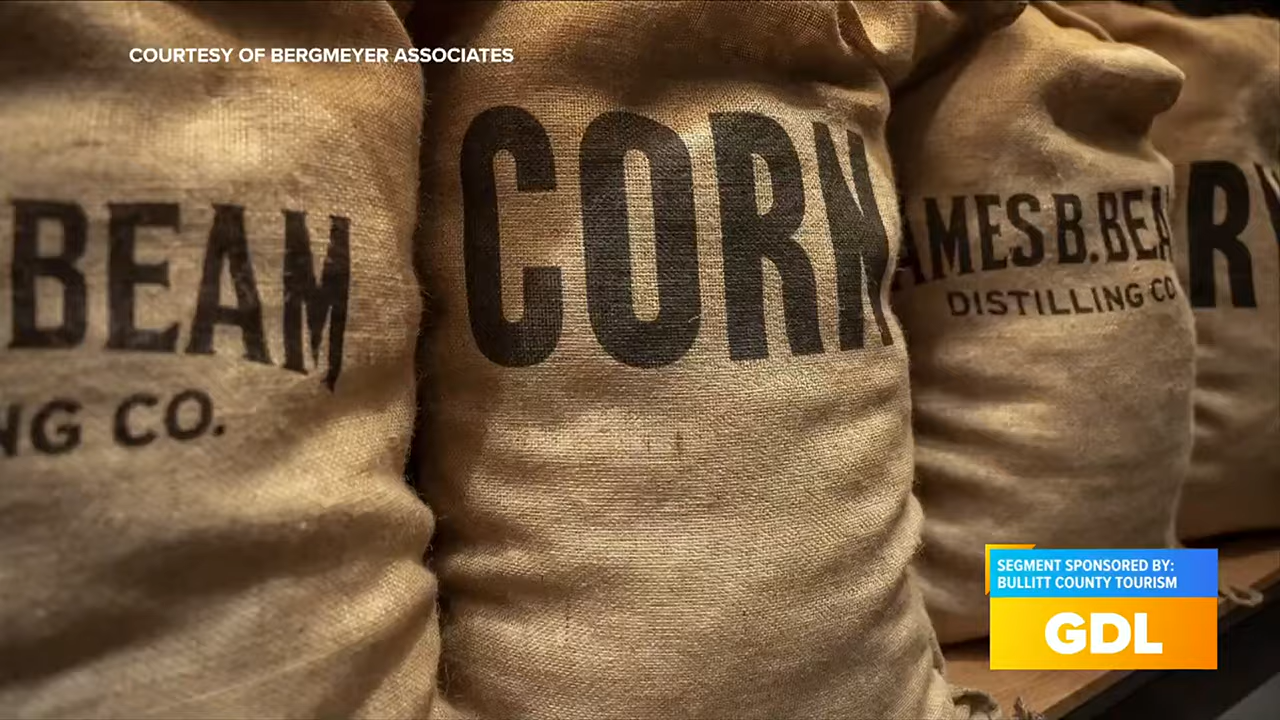 COURTESY OF BERGMEYER ASSOCIATES
B BEAM
NG CO.
CORN
AMES B. BEA
DISTILLING CO
R
SEGMENT SPONSORED BY:
BULLITT COUNTY TOURISM
GDL